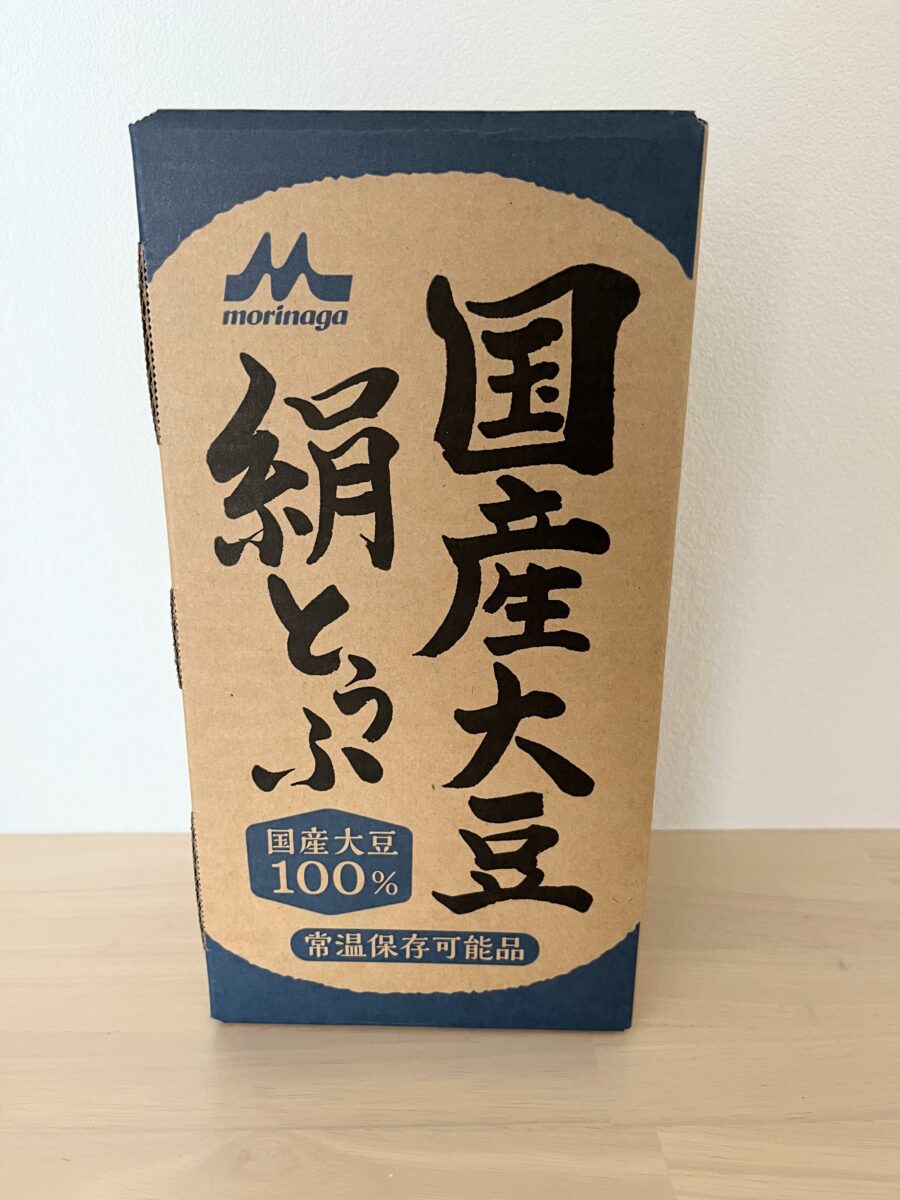 morinaga
国産大豆
絹とうふ
国産大豆
100%
常温保存可能品